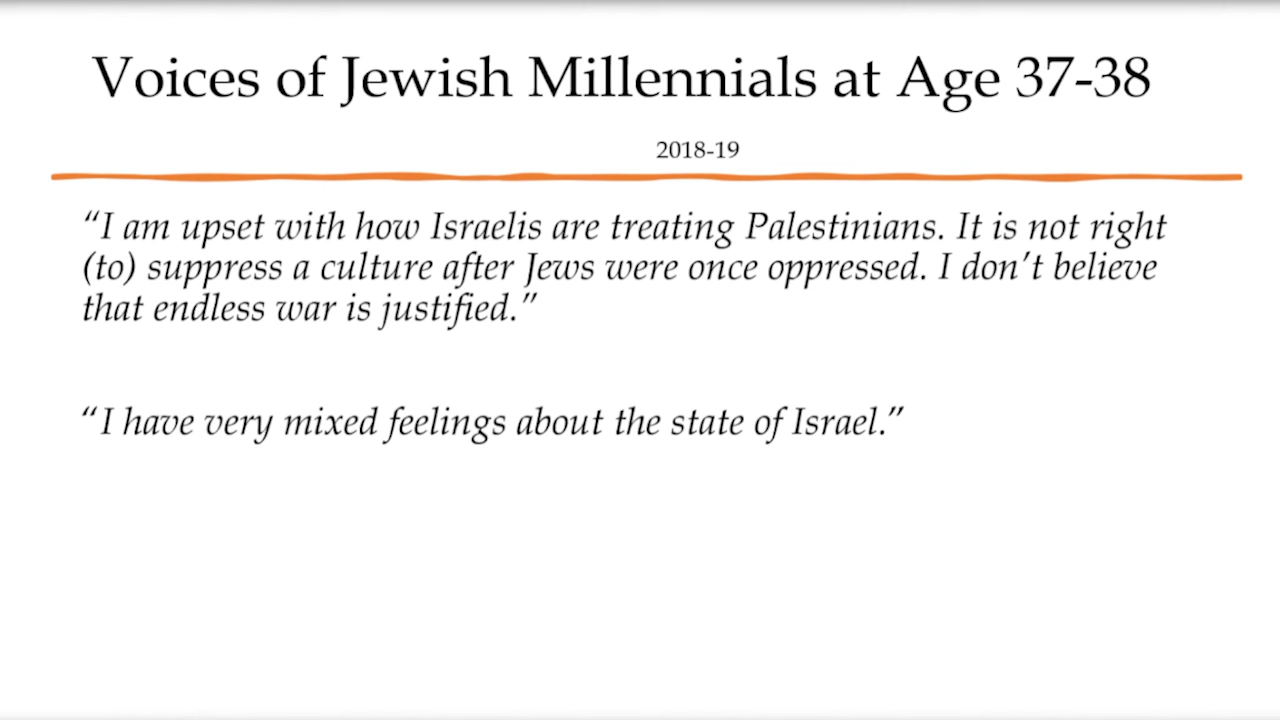 Voices of Jewish Millennials at Age 37-38
2018-19
“I am upset with how Israelis are treating Palestinians. It is not right
(to) suppress a culture after Jews were once oppressed. I don’t believe
that endless war is justified.”
“I have very mixed feelings about the state of Israel.”